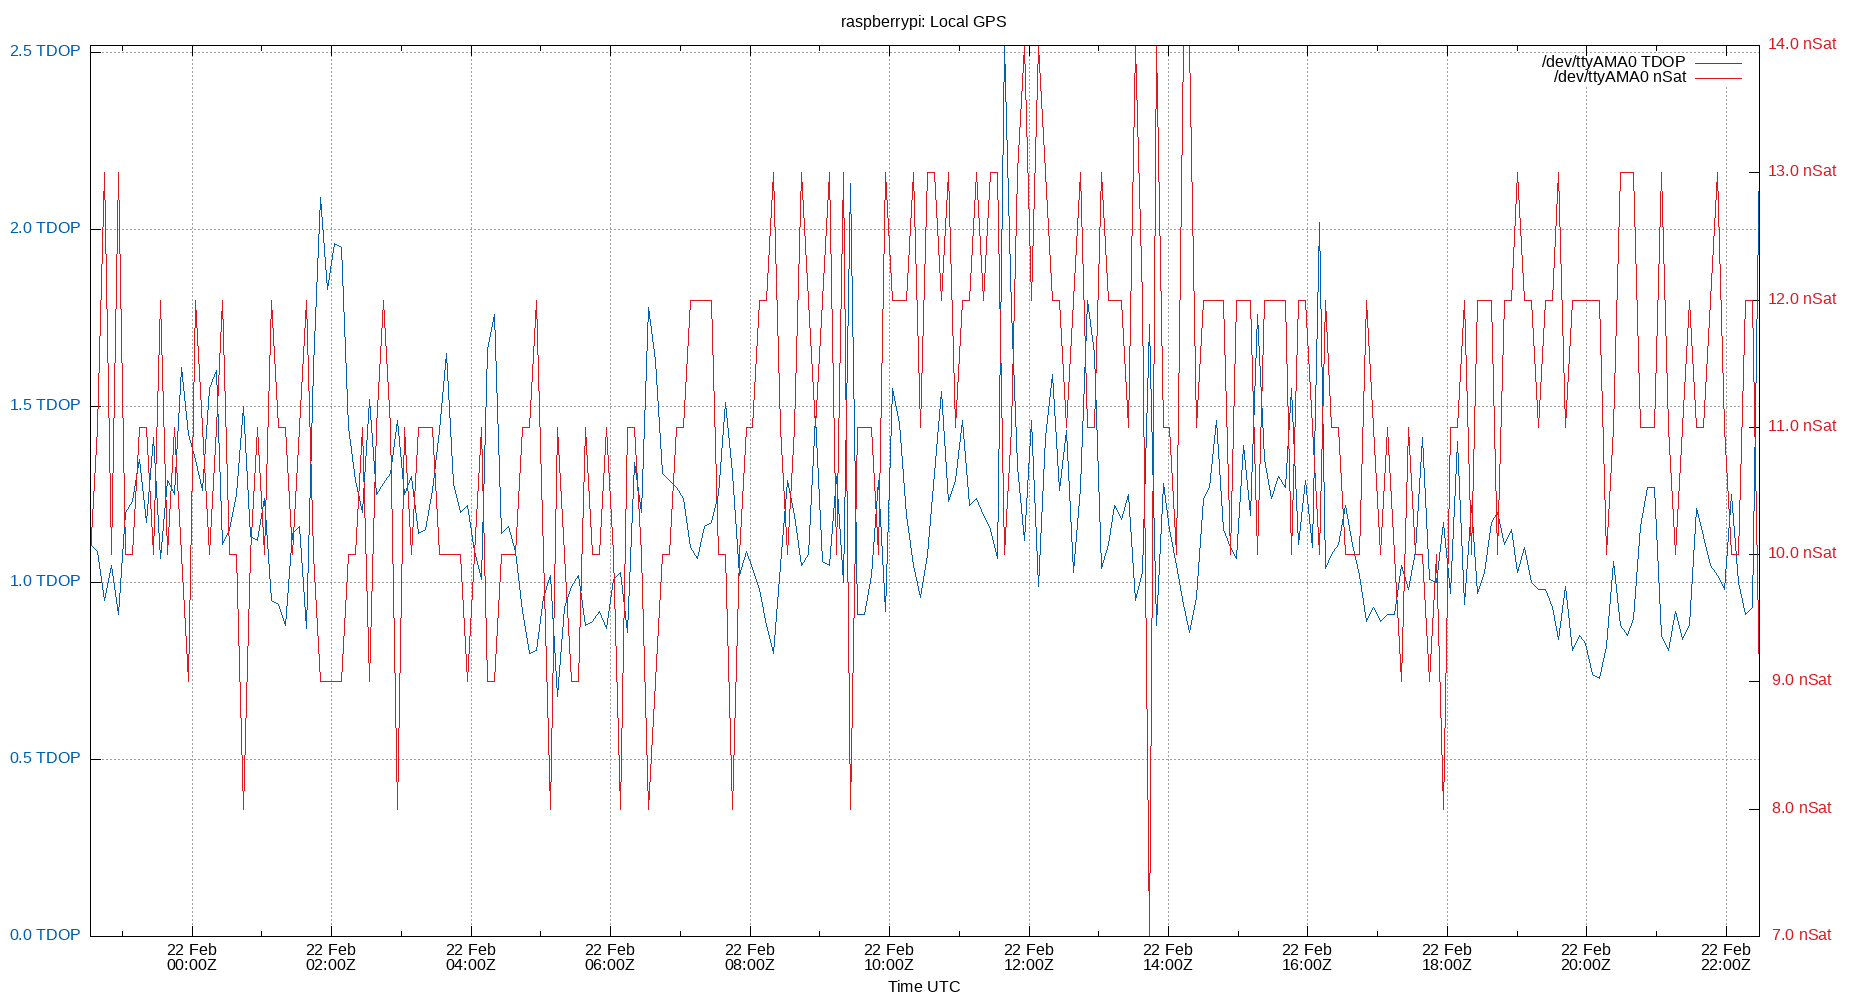 raspberrypi: Local GPS
2.5 TDOP
2.0 TDOP
1.5 TDOP
1.0 TDOP
0.5 TDOP
0.0 TDOP
14.0 nSat
13.0 nSat
12.0 nSat
11.0 nSat
10.0 nSat
9.0 nSat
8.0 nSat
7.0 nSat
/dev/ttyAMA0 TDOP
/dev/ttyAMA0 nSat
22 Feb
00:00Z
22 Feb
02:00Z
22 Feb
04:00Z
22 Feb
06:00Z
22 Feb
08:00Z
22 Feb
10:00Z
22 Feb
12:00Z
22 Feb
14:00Z
22 Feb
16:00Z
22 Feb
18:00Z
22 Feb
20:00Z
22 Feb
22:00Z
Time UTC